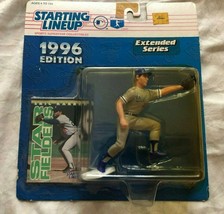 STARTING
LINEUP
1996
EDITION
Extended
Series
STAR
FIELDERS